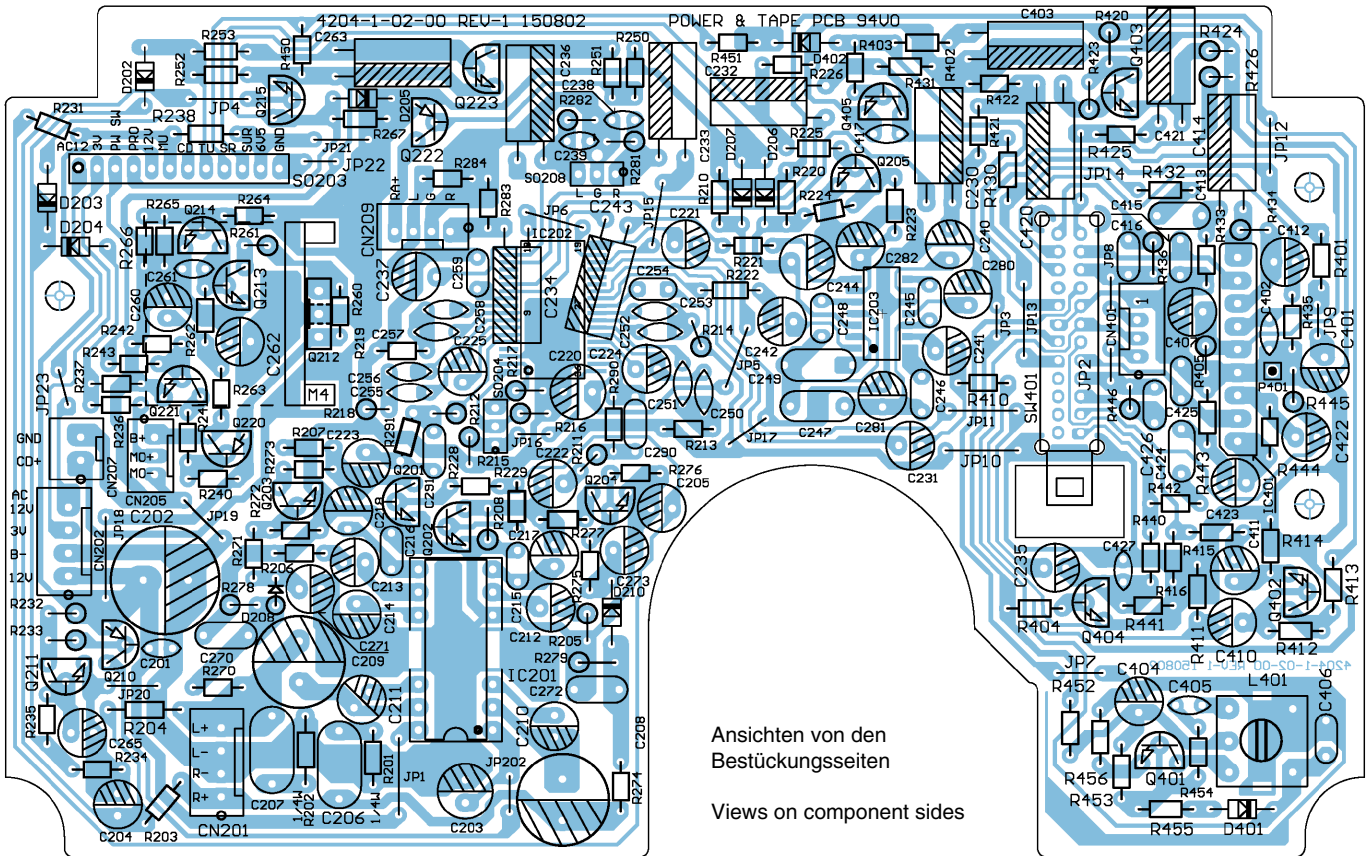 4204-1-02-00 REV-1 150802
POWER & TAPE PCB 94V0
C403
R420
R424
R253
R450
C263
C236
R251
R250
R451
D402
R403
R402
R423
Q403
R426
D202
R252
C232
R226
R431
JP4
Q215
D205
Q223
C238
R282
Q405
R422
R231
R238
R267
Q222
C239
R281
C233
D207
D206
R225
C417
R421
R425
C421
C414
JP12
AC12
3V
PW SW
PRO
12V
MU
CD
TU
SR
SUR
6V5
GND
JP21
JP22
SO203
R284
R283
SO208
L G R
Q205
R220
R210
R224
R223
C230
R430
JP14
R432
C413
D203
D204
R265
Q214
R264
R261
R266
RA+
L
G
R
CN209
JP6
IC202
C243
JP15
C221
R221
R222
C240
C420
C415
C416
R433
R434
C412
R401
C261
C260
Q213
C237
C259
C258
C234
C254
C253
C252
C244
C282
C280
C248
IC203
C245
JP8
R436
CN401
1
C402
R435
JP9
C401
R242
R262
C262
R260
Q212
R219
C257
C225
R217
C220
C224
R290
R214
C242
C241
JP3
JP13
JP2
C407
R405
P401
R243
R237
JP23
Q221
R263
M4
C256
C255
R218
SO204
R212
R216
C251
C250
JP5
C249
C246
R410
SW401
R446
C425
R445
C422
GND
CD+
CN207
R236
B+
MO+
MO-
CN205
Q220
R240
R207
R273
C223
R291
Q201
R228
R215
JP16
R211
C290
R213
JP17
C247
C281
C231
JP11
JP10
C426
C424
R443
R444
AC
12V
3V
B-
12V
CN202
JP18
C202
JP19
R272
Q203
C218
C291
R229
C222
Q204
R276
C205
R442
IC401
R271
R206
C216
Q202
R208
C217
R277
C235
R440
C423
C411
R414
R232
R278
D208
C213
C214
C215
R275
C273
D210
C427
R415
R416
Q402
R413
R233
Q211
Q210
C201
C270
C271
C209
C212
R205
R404
Q404
R441
R411
C410
R412
R235
JP20
R270
R204
C211
IC201
R279
C272
JP7
R452
C404
4204-1-02-00 REV-1 150802
C405
L401
C406
C265
R234
L+
L-
R-
R+
CN201
C210
C208
Ansichten von den
Bestückungsseiten
R456
R453
Q401
R454
C204
R203
C207
R202
1/4W
C206
R201
1/4W
JP1
C203
JP202
R274
Views on component sides
R455
D401